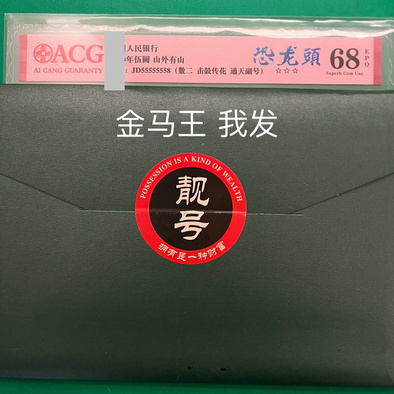 ACG
AI CANG GUARANTY
人民银行
年伍圆 山外有山
JD55555558 (数二 击鼓传花 通天副号)
恐龙頭
☆☆☆
68
EPQ
Superb Gem Unc
金马王 我发
POSSESSION IS A KIND OF WEALTH
靓号
拥有是一种财富